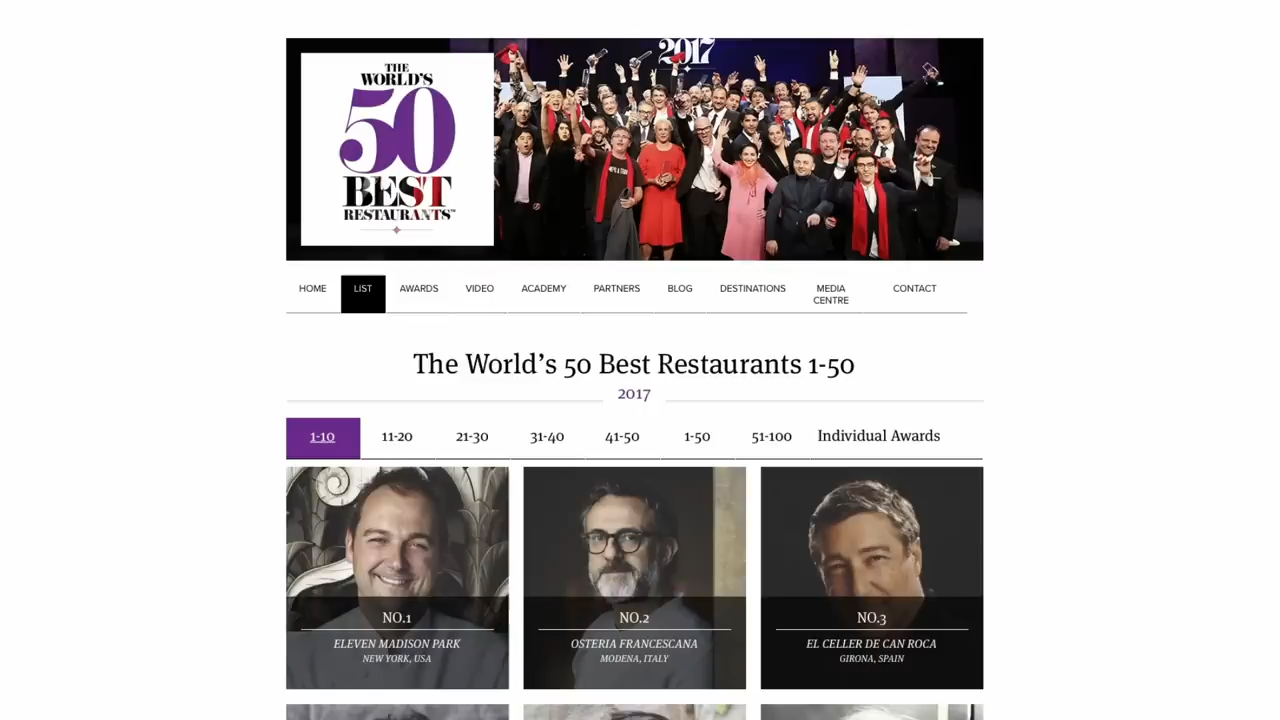 2017
THE
WORLD'S
50
BEST
RESTAURANTS™
HOME LIST AWARDS VIDEO ACADEMY PARTNERS BLOG DESTINATIONS MEDIA CENTRE CONTACT
The World's 50 Best Restaurants 1-50
2017
1-10 11-20 21-30 31-40 41-50 1-50 51-100 Individual Awards
NO.1 NO.2 NO.3
ELEVEN MADISON PARK OSTERIA FRANCESCANA EL CELLER DE CAN ROCA
NEW YORK, USA MODENA, ITALY GIRONA, SPAIN